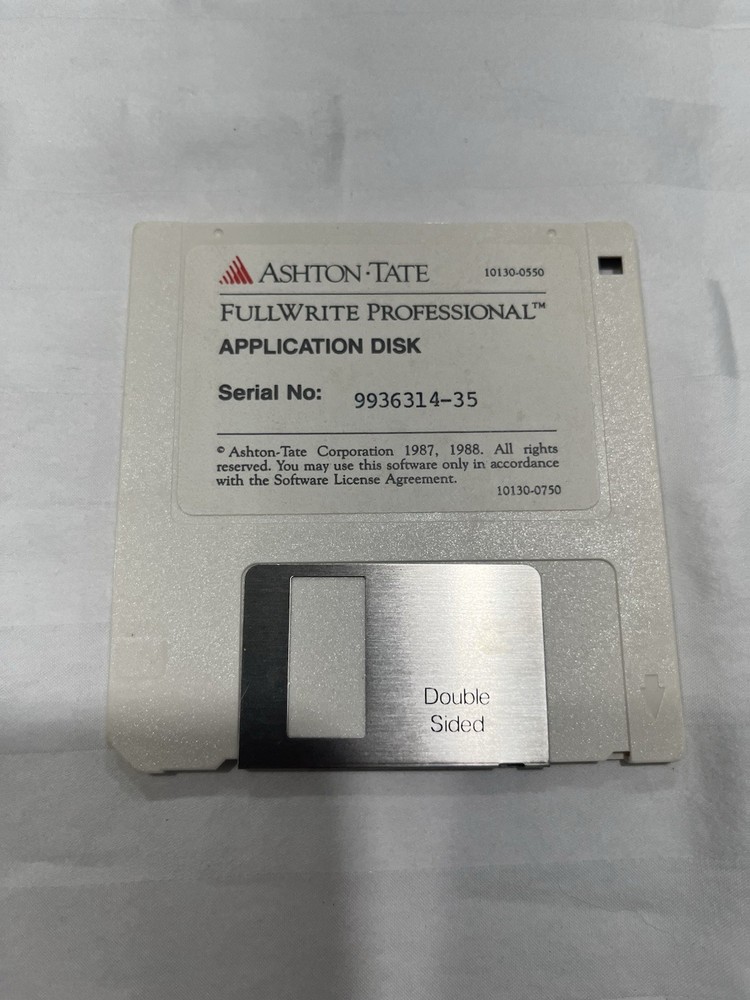 ASHTON·TATE 10130-0550
FULLWRITE PROFESSIONAL™
APPLICATION DISK
Serial No: 9936314-35
© Ashton-Tate Corporation 1987, 1988. All rights
reserved. You may use this software only in accordance
with the Software License Agreement.
10130-0750
Double
Sided